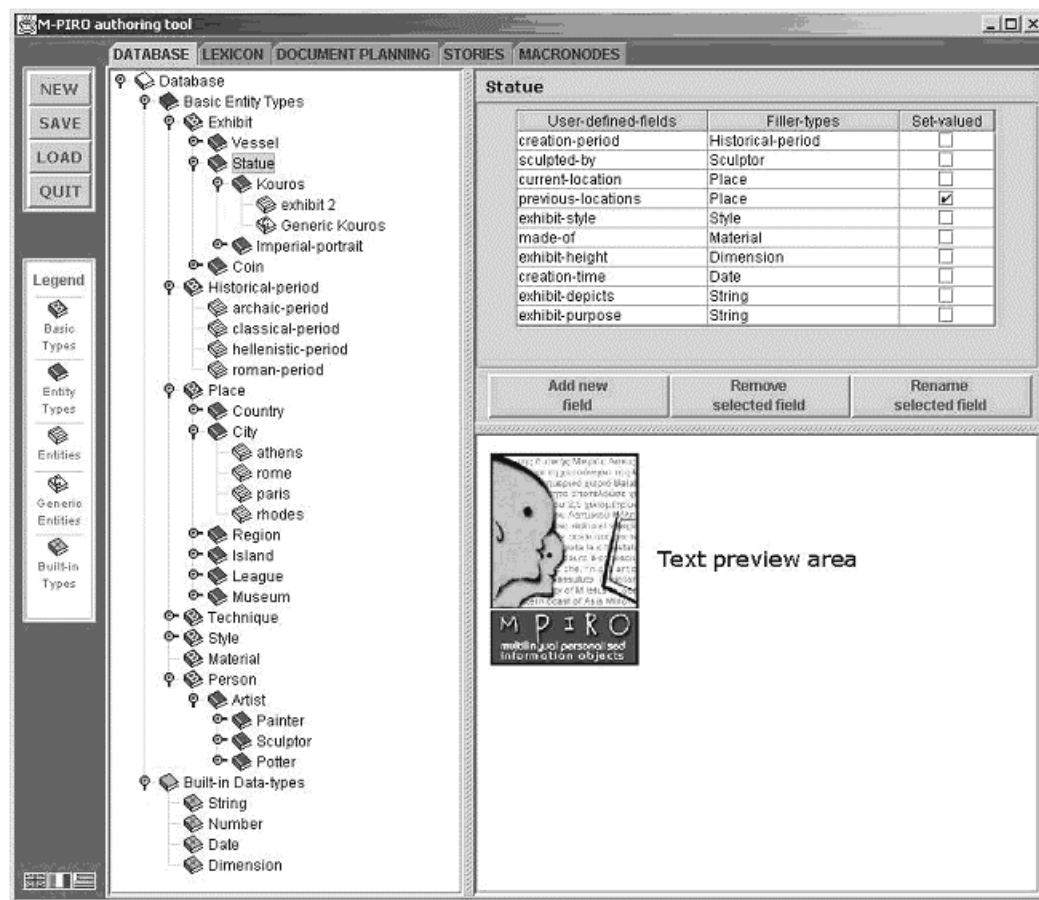 M-PIRO authoring tool
DATABASE LEXICON DOCUMENT PLANNING STORIES MACRONODES
NEW
SAVE
LOAD
QUIT
Legend
Basic
Types
Entity
Types
Entities
Generic
Entities
Built-in
Types
Database
Basic Entity Types
Exhibit
Vessel
Statue
Kouros
exhibit 2
Generic Kouros
Imperial-portrait
Coin
Historical-period
archaic-period
classical-period
hellenistic-period
roman-period
Place
Country
City
athens
rome
paris
rhodes
Region
Island
League
Museum
Technique
Style
Material
Person
Artist
Painter
Sculptor
Potter
Built-in Data-types
String
Number
Date
Dimension
Statue
User-defined-fields Filler-types Set-valued
creation-period Historical-period
sculpted-by Sculptor
current-location Place
previous-locations Place
exhibit-style Style
made-of Material
exhibit-height Dimension
creation-time Date
exhibit-depicts String
exhibit-purpose String
Add new
field
Remove
selected field
Rename
selected field
Text preview area
M P I R O
multilingual personalised
information objects